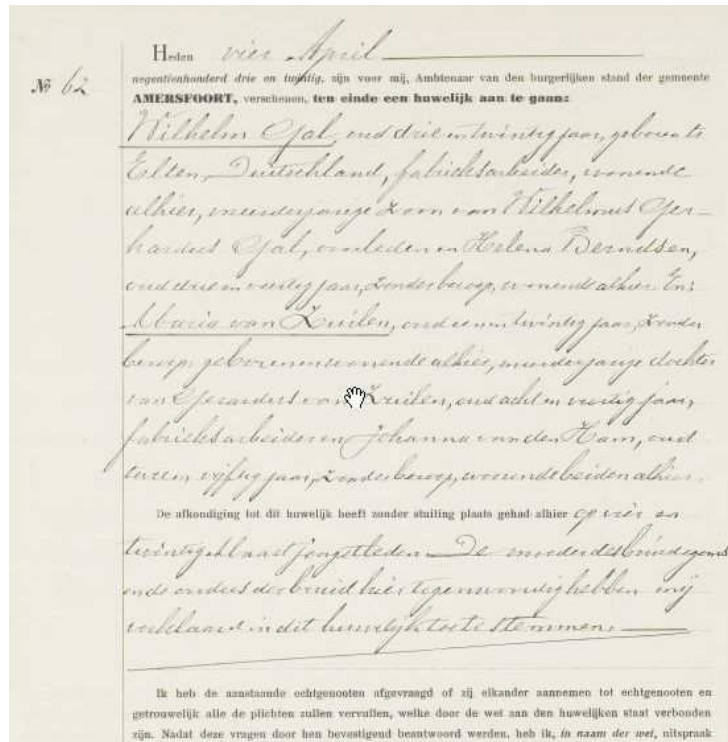 Heden vier April
Nº 62
negentienhonderd drie en twintig, zijn voor mij, Ambtenaar van den burgerlijken stand der gemeente
AMERSFOORT, verschenen, ten einde een huwelijk aan te gaan:
Wilhelm Gal, oud drie en twintig jaar, geboren te
Elten, Duitschland, fabrieksarbeider, wonende
alhier, meerderjarige zoon van Wilhelmus Ger-
hardus Gal, overleden en Helena Berndsen,
oud drie en veertig jaar, zonder beroep, wonende alhier. En:
Maria van Zuilen, oud een en twintig jaar, zonder
beroep, geboren en wonende alhier, meerderjarige dochter
van Gerardus van Zuilen, oud acht en veertig jaar,
fabrieksarbeider en Johanna van den Ham, oud
twee en vijftig jaar, zonder beroep, wonende beiden alhier.
De afkondiging tot dit huwelijk heeft zonder stuiting plaats gehad alhier op vier en
twintig Maart jongstleden. De moeder des bruidegoms
en de ouders der bruid hier tegenwoordig hebben mij
verklaard in dit huwelijk toe te stemmen.
Ik heb de aanstaande echtgenooten afgevraagd of zij elkander aannemen tot echtgenooten en
getrouwelijk alle de plichten zullen vervullen, welke door de wet aan den huwelijken staat verbonden
zijn. Nadat deze vragen door hen bevestigend beantwoord werden, heb ik, in naam der wet, uitspraak